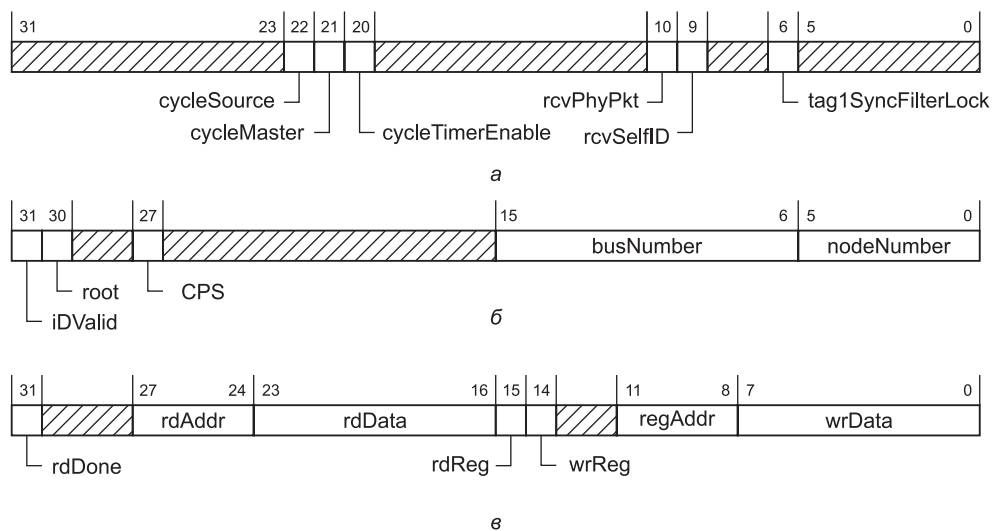 31 23 22 21 20 10 9 6 5 0
cycleSource rcvPhyPkt tag1SyncFilterLock
cycleMaster cycleTimerEnable rcvSelfID
а
31 30 27 15 6 5 0
busNumber nodeNumber
root CPS
iDValid
б
31 27 24 23 16 15 14 11 8 7 0
rdAddr rdData regAddr wrData
rdDone rdReg wrReg
в